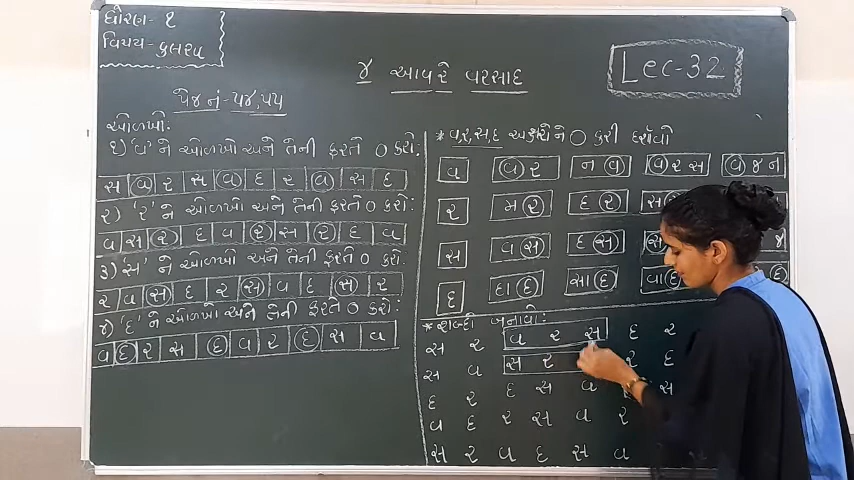 ધોરણ - ૧
વિષય - કુલરવ
૪ આવરે વરસાદ
Lec-32
પેજ નં - ૫૪,૫૫
ઓળખો:
૧) 'વ' ને ઓળખો અને તેની ફરતે O કરો.
સ વ ર સ વ દ ર વ સ દ
૨) 'ર' ને ઓળખો અને તેની ફરતે O કરો:
વ સ ર દ વ ર સ ર દ વ
૩) 'સ' ને ઓળખો અને તેની ફરતે O કરો:
ર વ સ દ ર સ વ દ સ ર
૪) 'દ' ને ઓળખો અને તેની ફરતે O કરો:
વ દ ર સ દ વ ર દ સ વ
* વ,ર,સ,દ અક્ષરોને O કરી દર્શાવો
વ વર નવ વરસ વજન
ર મર દર
સ વસ દસ
દ દાદ સાદ
* શબ્દો બનાવો:
સ ર વ ર સ દ ર
સ વ સ ર ર દ
દ ર દ સ વ ર સ
વ દ ર સ વ ર
સ ર વ દ સ વ